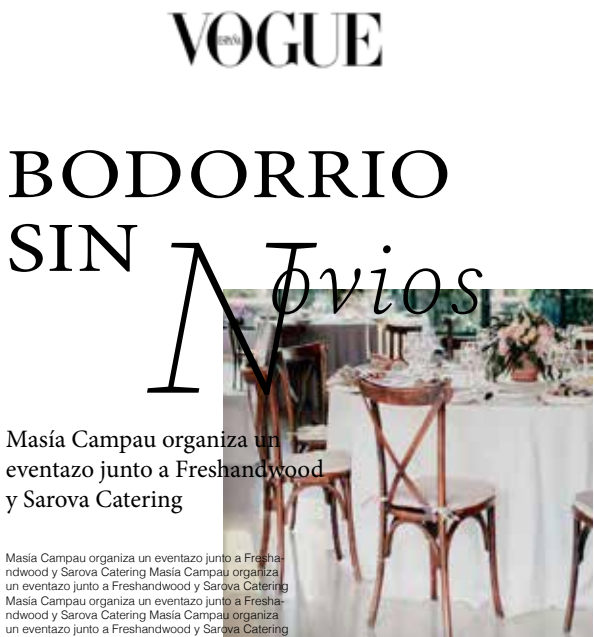 VOGUE
ESPAÑA
BODORRIO
SIN
Novios
Masía Campau organiza un
eventazo junto a Freshandwood
y Sarova Catering
Masía Campau organiza un eventazo junto a Fresha-
ndwood y Sarova Catering Masía Campau organiza
un eventazo junto a Freshandwood y Sarova Catering
Masía Campau organiza un eventazo junto a Fresha-
ndwood y Sarova Catering Masía Campau organiza
un eventazo junto a Freshandwood y Sarova Catering